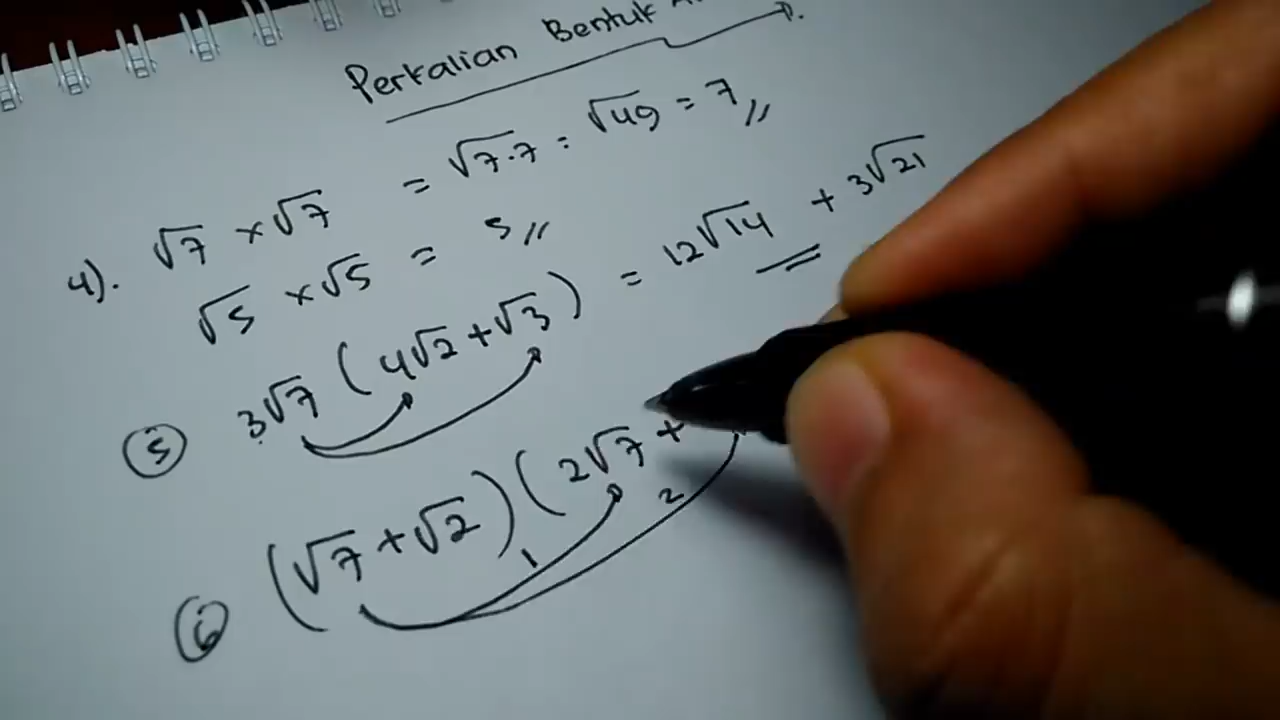 Perkalian Bentuk
4). √7 × √7 = √7.7 = √49 = 7 //
√5 × √5 = 5 //
(5) 3√7 (4√2 + √3) = 12√14 + 3√21
(6) (√7 + √2)(2√7 +
1 2